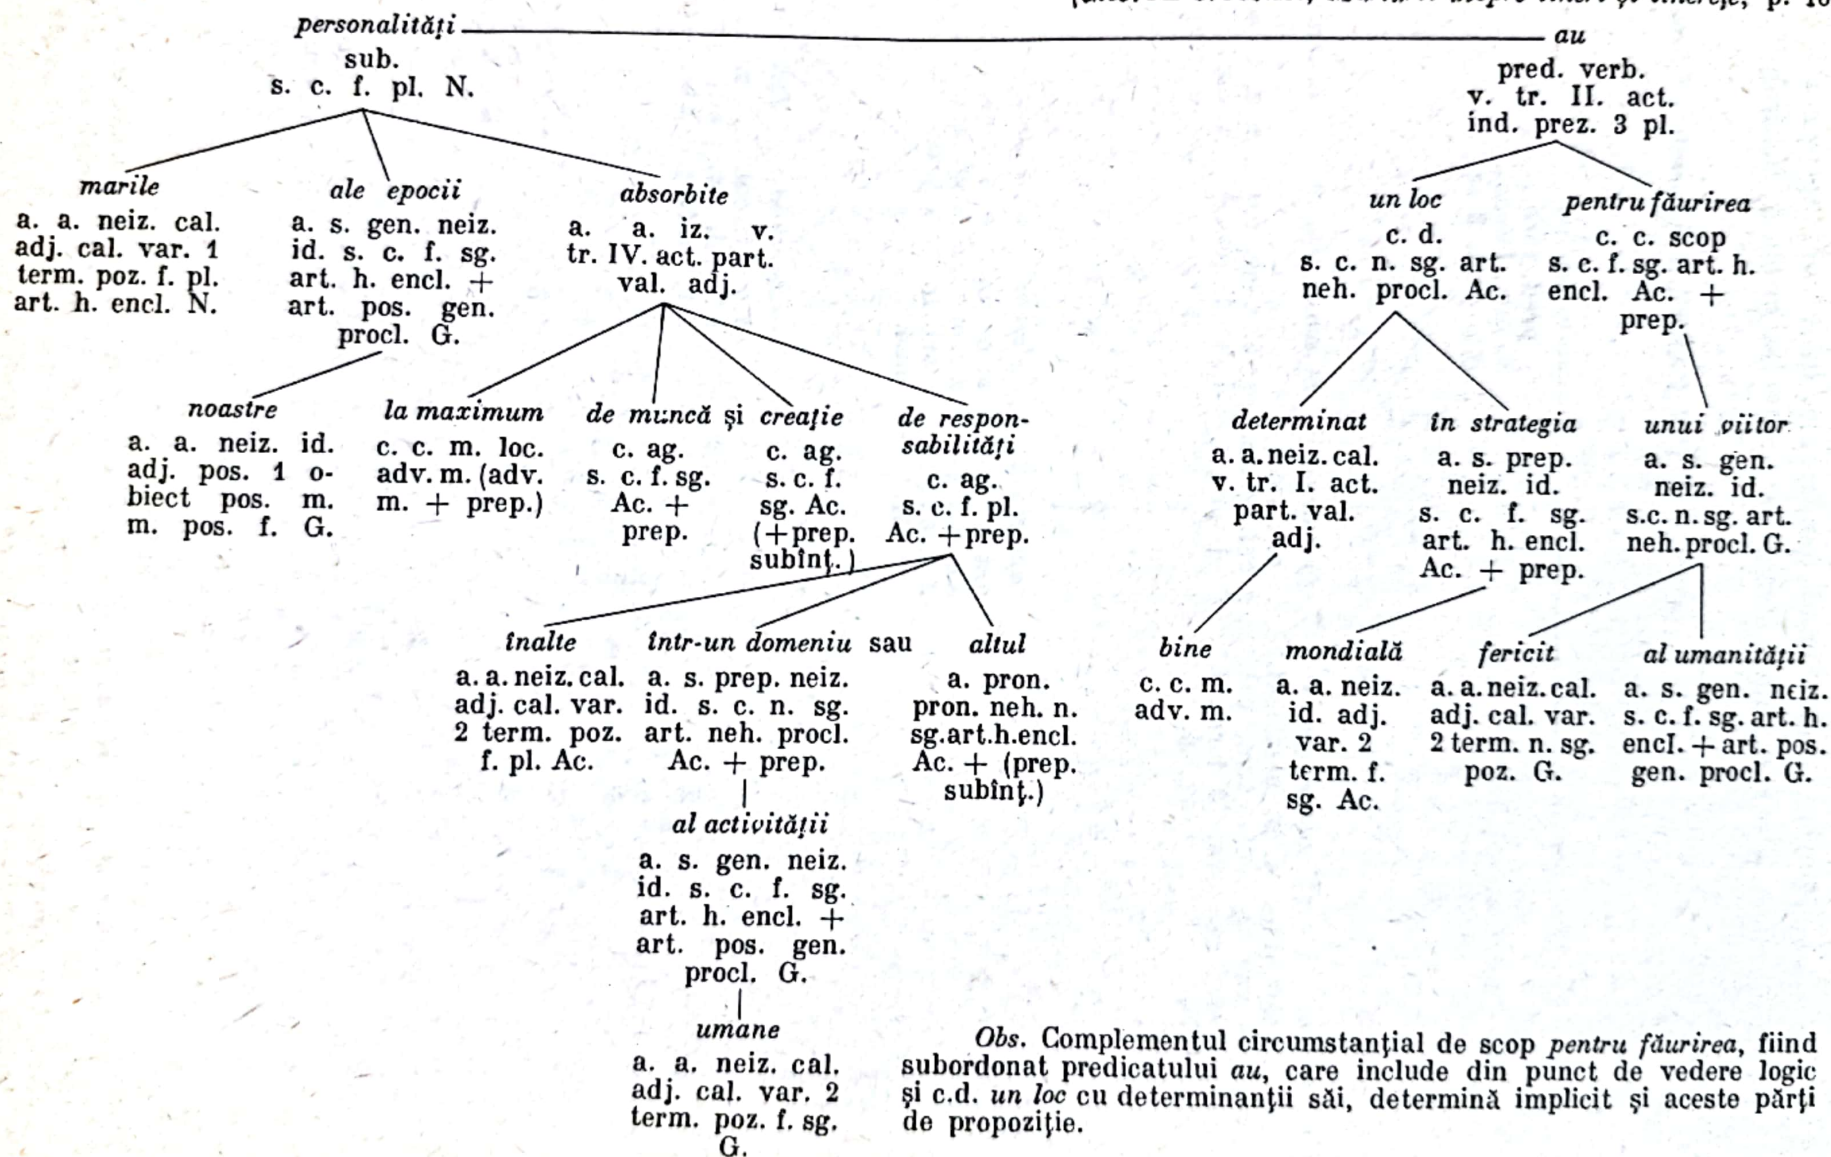 personalități
au
sub.
s. c. f. pl. N.
pred. verb.
v. tr. II. act.
ind. prez. 3 pl.
marile
a. a. neiz. cal.
adj. cal. var. 1
term. poz. f. pl.
art. h. encl. N.
ale epocii
a. s. gen. neiz.
id. s. c. f. sg.
art. h. encl. +
art. pos. gen.
procl. G.
absorbite
a. a. iz. v.
tr. IV. act. part.
val. adj.
un loc
c. d.
s. c. n. sg. art.
neh. procl. Ac.
pentru făurirea
c. c. scop
s. c. f. sg. art. h.
encl. Ac. +
prep.
noastre
a. a. neiz. id.
adj. pos. 1 o-
biect pos. m.
m. pos. f. G.
la maximum
c. c. m. loc.
adv. m. (adv.
m. + prep.)
de muncă și creație
c. ag.
s. c. f. sg.
Ac. +
prep.
c. ag.
s. c. f.
sg. Ac.
(+prep.
subînț.)
de respon-
sabilități
c. ag.
s. c. f. pl.
Ac. +prep.
determinat
a. a. neiz. cal.
v. tr. I. act.
part. val.
adj.
în strategia
a. s. prep.
neiz. id.
s. c. f. sg.
art. h. encl.
Ac. + prep.
unui viitor
a. s. gen.
neiz. id.
s.c. n. sg. art.
neh. procl. G.
înalte
a. a. neiz. cal.
adj. cal. var.
2 term. poz.
f. pl. Ac.
într-un domeniu sau
a. s. prep. neiz.
id. s. c. n. sg.
art. neh. procl.
Ac. + prep.
altul
a. pron.
pron. neh. n.
sg.art.h.encl.
Ac. + (prep.
subînț.)
bine
c. c. m.
adv. m.
mondială
a. a. neiz.
id. adj.
var. 2
term. f.
sg. Ac.
fericit
a. a. neiz. cal.
adj. cal. var.
2 term. n. sg.
poz. G.
al umanității
a. s. gen. neiz.
s. c. f. sg. art. h.
encl. + art. pos.
gen. procl. G.
al activității
a. s. gen. neiz.
id. s. c. f. sg.
art. h. encl. +
art. pos. gen.
procl. G.
umane
a. a. neiz. cal.
adj. cal. var. 2
term. poz. f. sg.
G.
Obs. Complementul circumstanțial de scop pentru făurirea, fiind
subordonat predicatului au, care include din punct de vedere logic
și c.d. un loc cu determinanții săi, determină implicit și aceste părți
de propoziție.